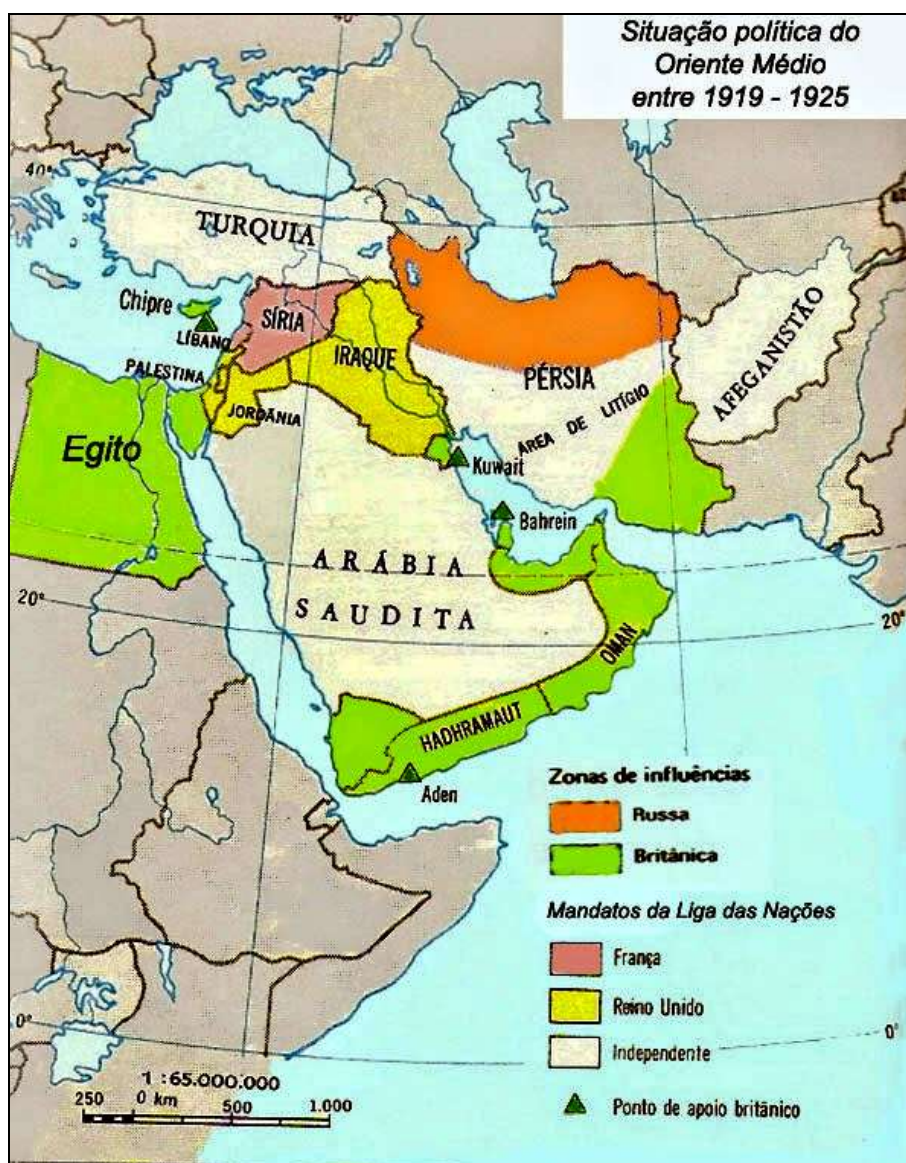 Situação política do
Oriente Médio
entre 1919 - 1925
40°
40°
TURQUIA
Chipre
LÍBANO
SÍRIA
PALESTINA
IRAQUE
JORDÂNIA
PÉRSIA
AFEGANISTÃO
ÁREA DE LITÍGIO
Egito
Kuwait
Bahrein
ARÁBIA
SAUDITA
20°
20°
OMAN
HADHRAMAUT
Aden
Zonas de influências
Russa
Britânica
Mandatos da Liga das Nações
França
Reino Unido
Independente
Ponto de apoio britânico
0°
0°
1 :65.000.000
250 0 km 500 1.000